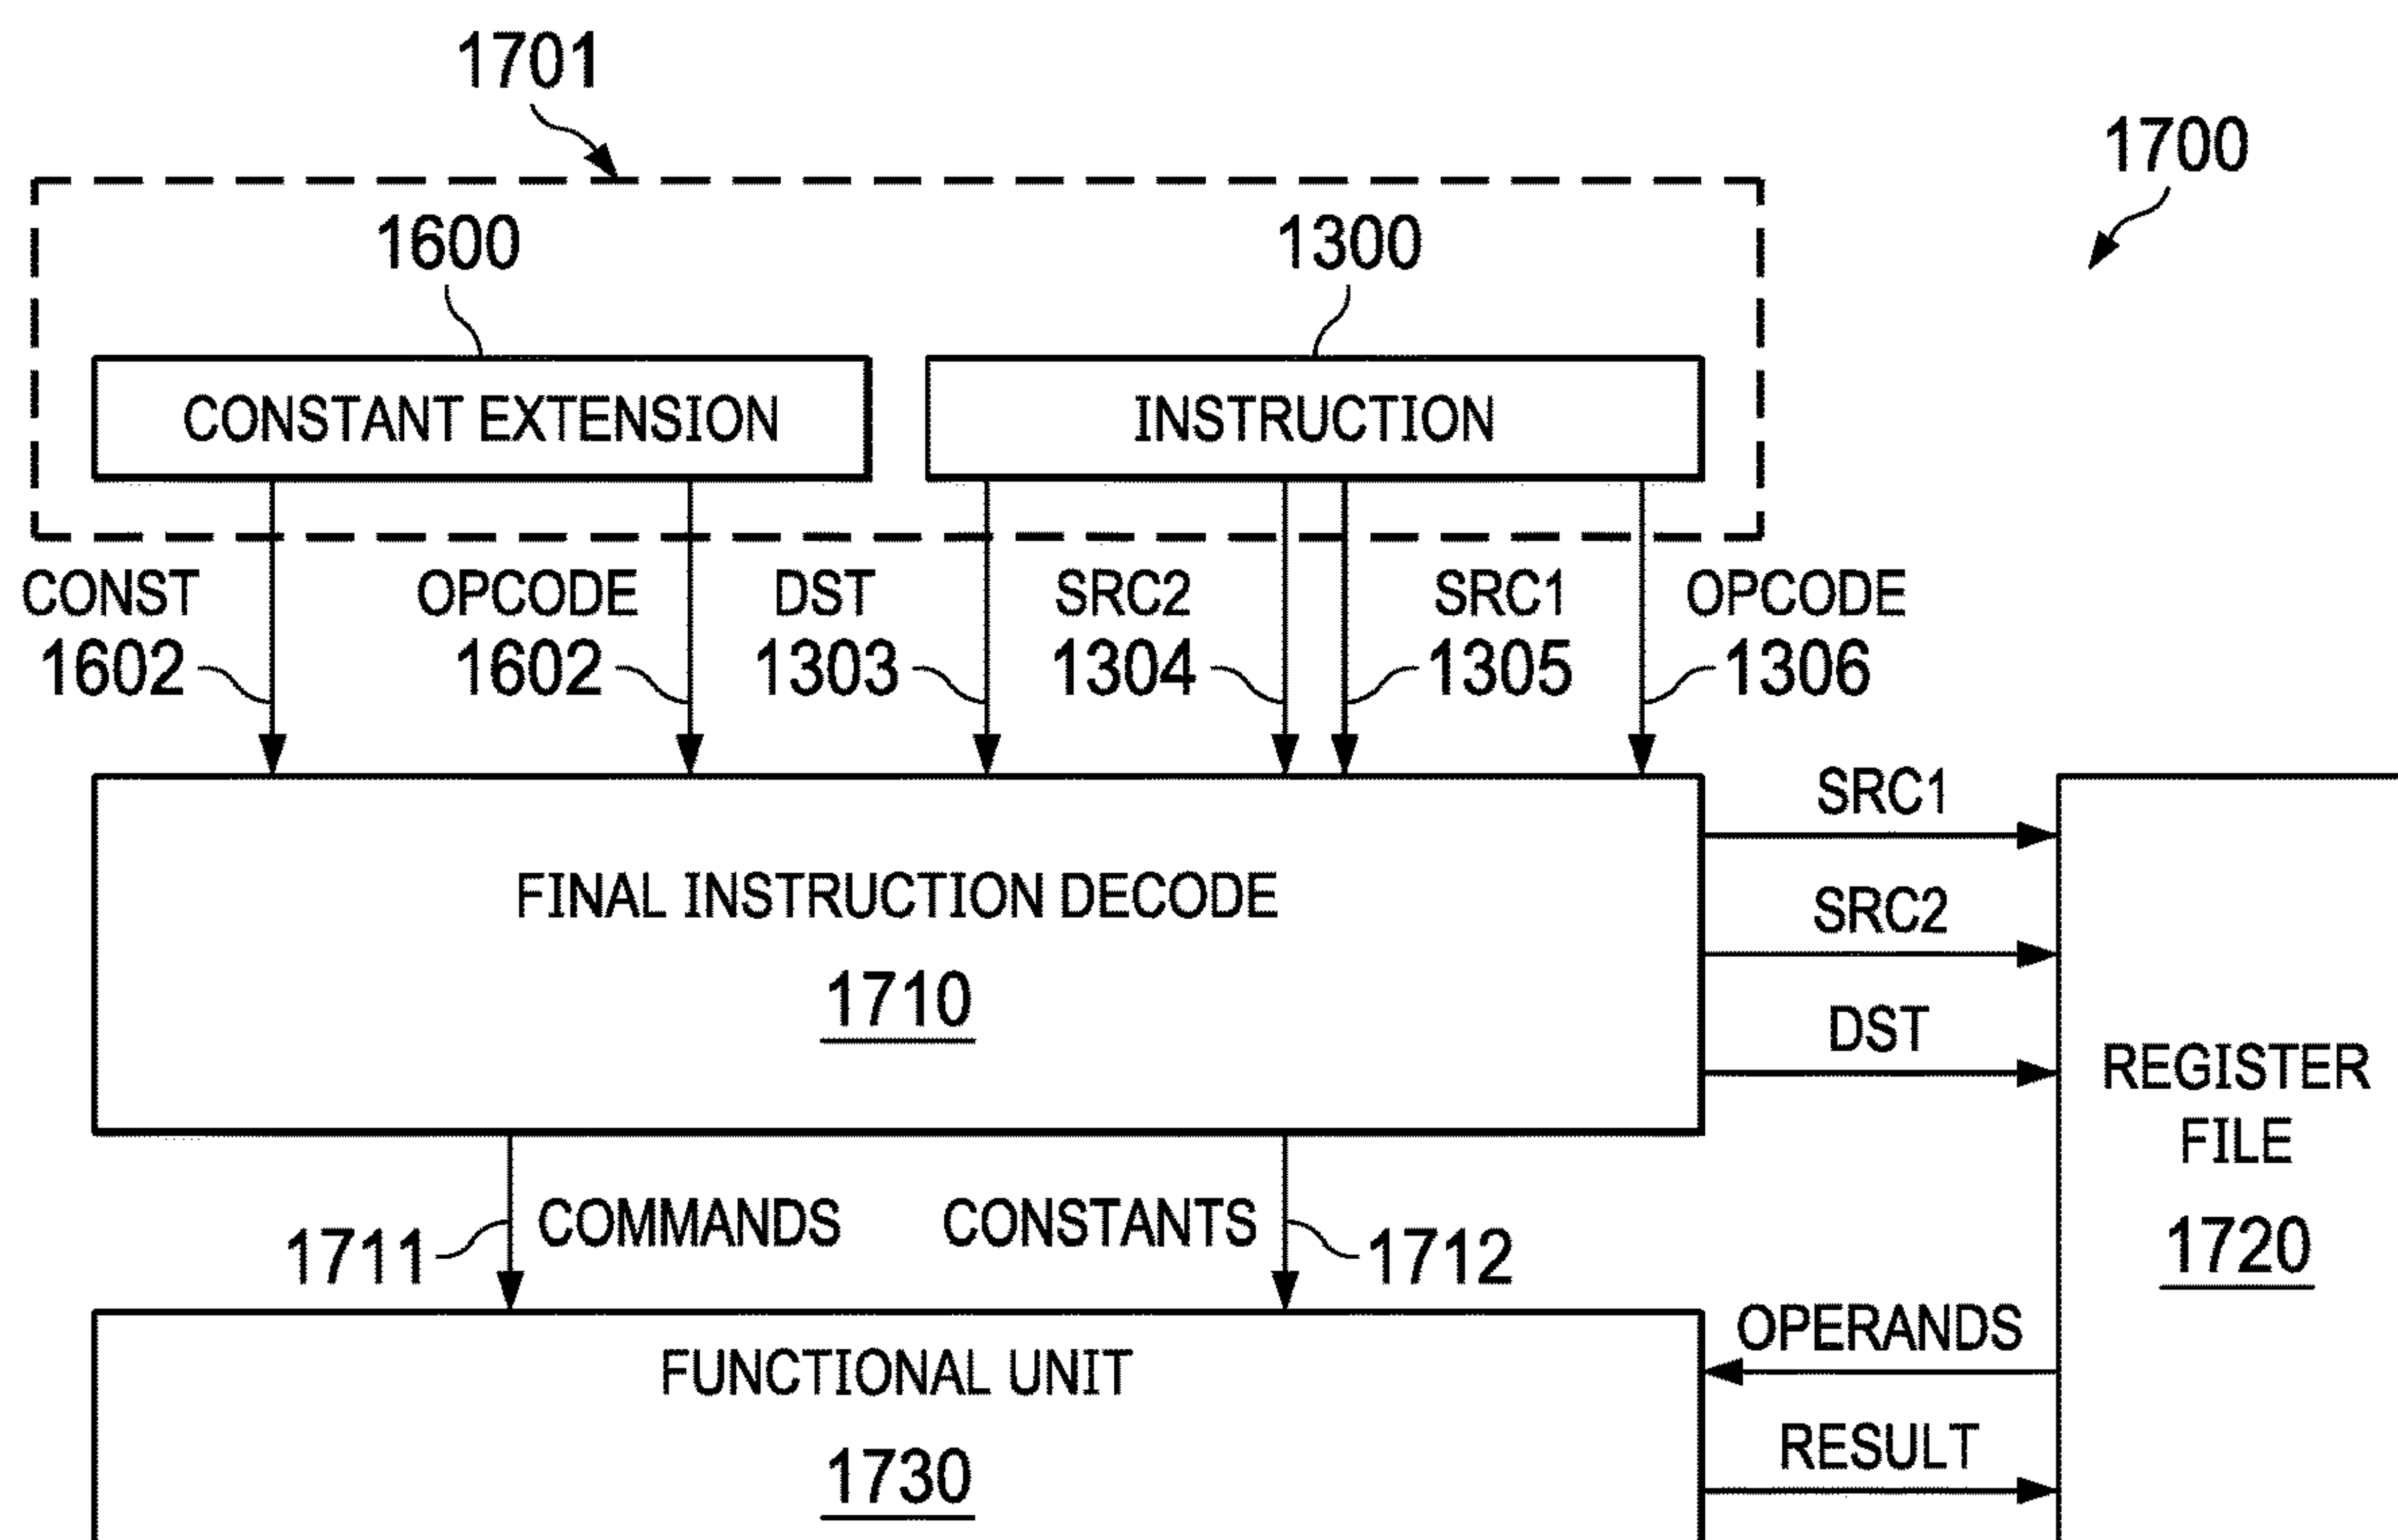 1701
1700
1600
1300
CONSTANT EXTENSION
INSTRUCTION
CONST
1602
OPCODE
1602
DST
1303
SRC2
1304
SRC1
1305
OPCODE
1306
FINAL INSTRUCTION DECODE
1710
SRC1
SRC2
DST
REGISTER
FILE
1720
1711
COMMANDS
CONSTANTS
1712
FUNCTIONAL UNIT
1730
OPERANDS
RESULT